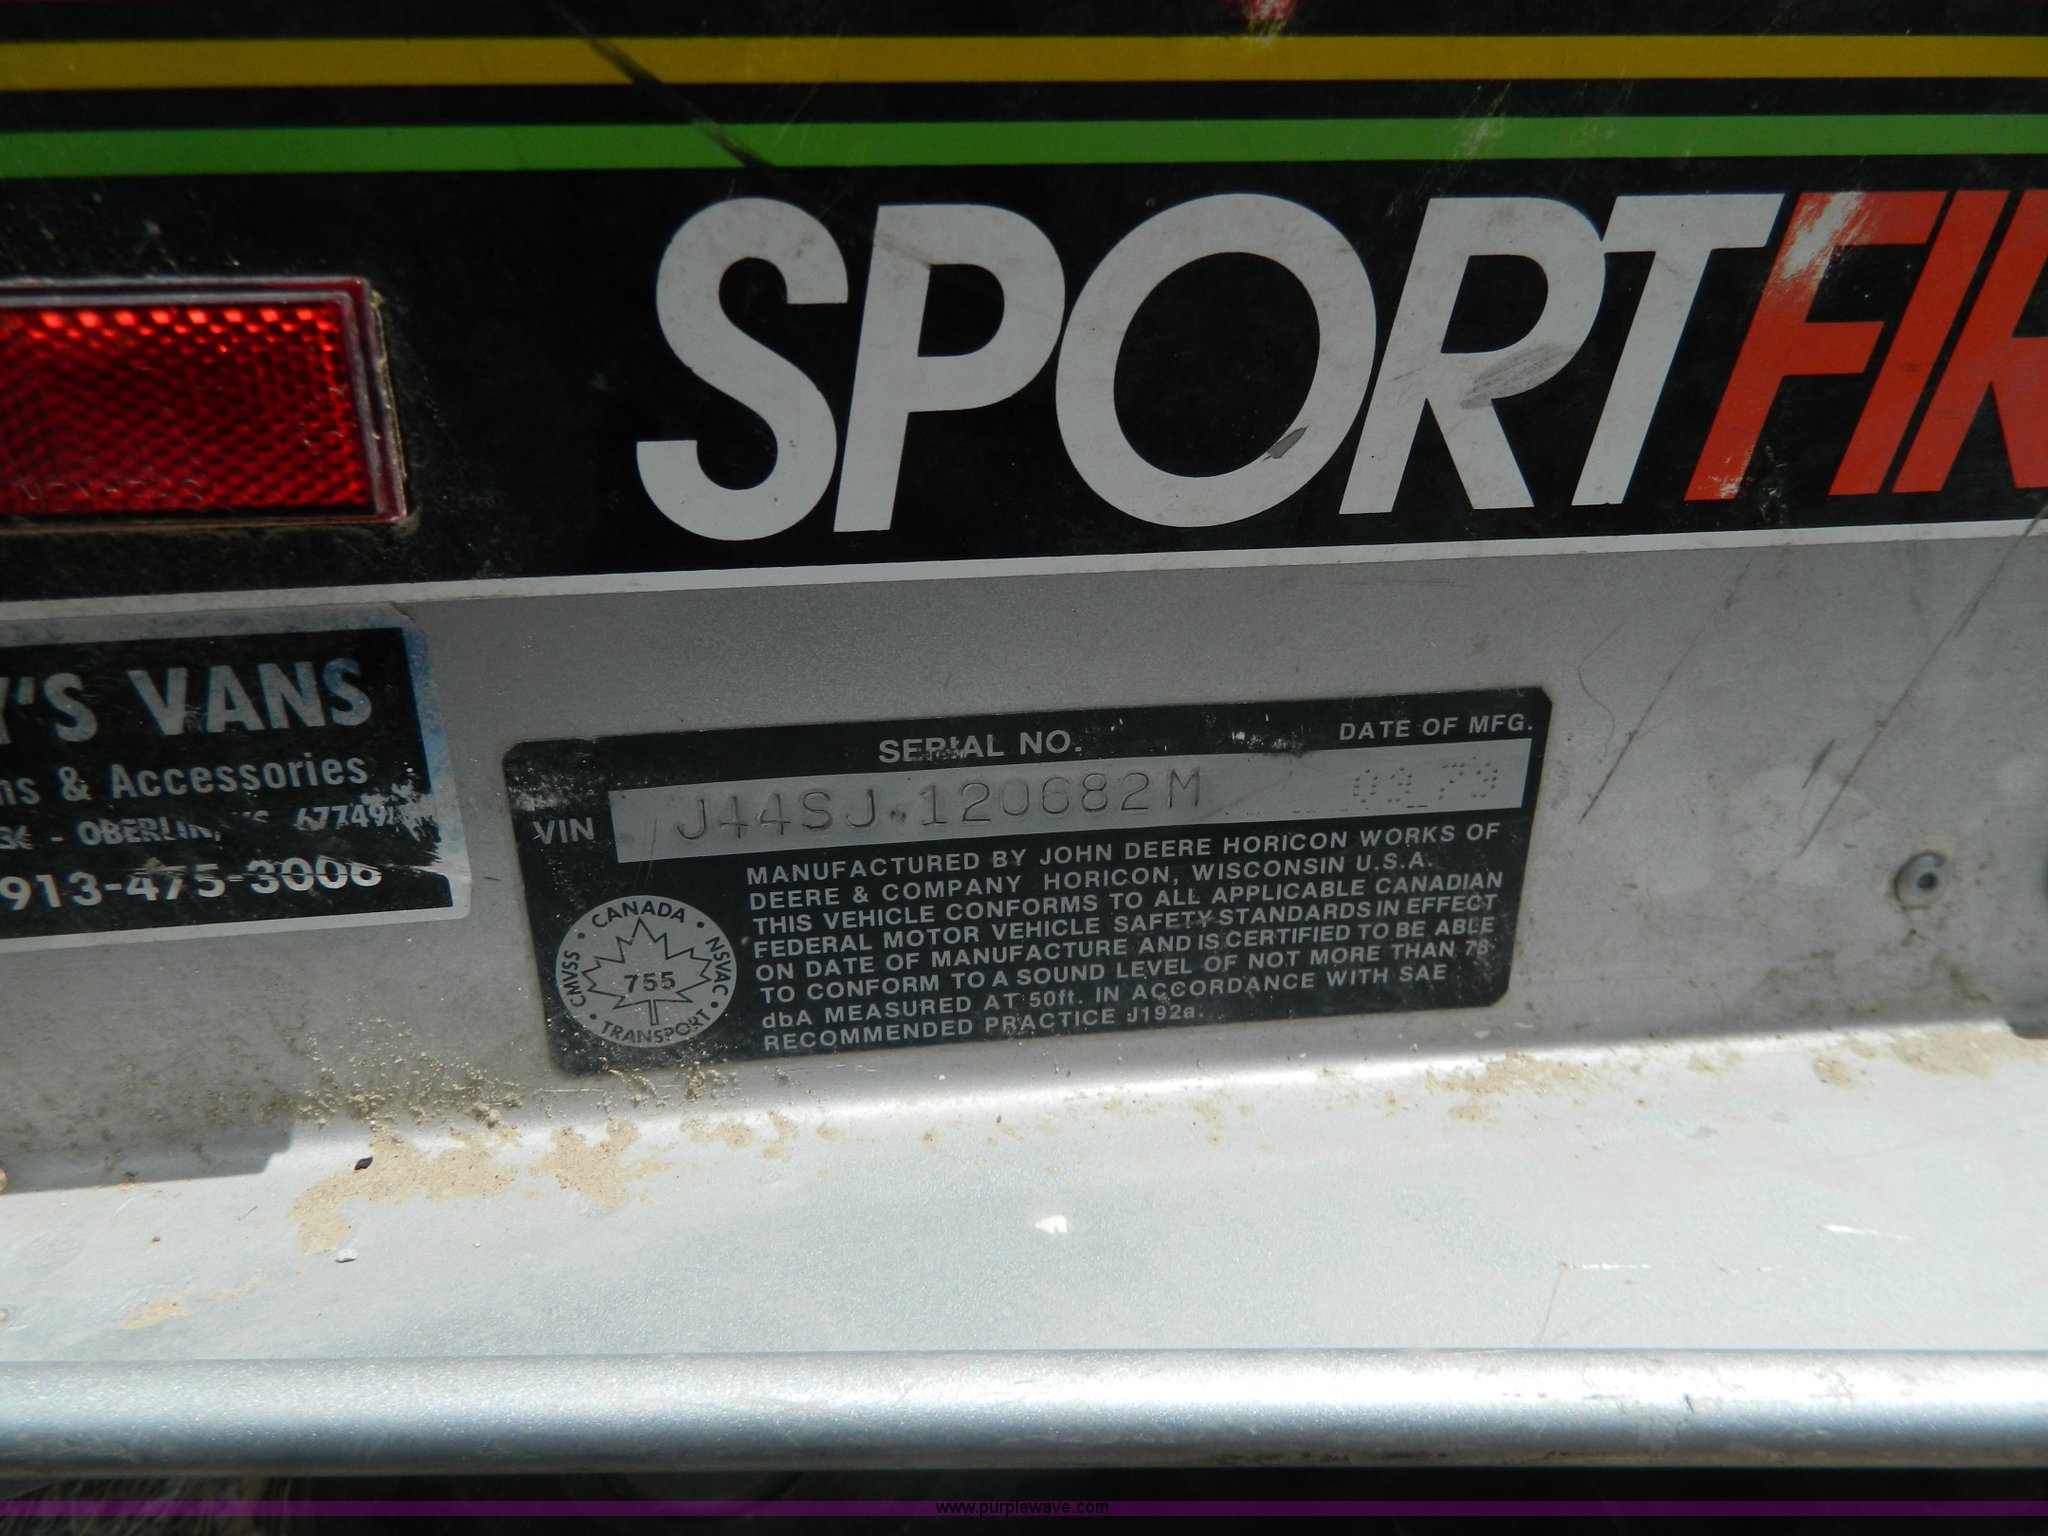 SPORTFIR
Y'S VANS
ns & Accessories
- OBERLIN, KS 67749
913-475-3006
SERIAL NO.
DATE OF MFG.
VIN
J44SJ 120682M
MANUFACTURED BY JOHN DEERE HORICON WORKS OF
DEERE & COMPANY HORICON, WISCONSIN U.S.A.
THIS VEHICLE CONFORMS TO ALL APPLICABLE CANADIAN
FEDERAL MOTOR VEHICLE SAFETY STANDARDS IN EFFECT
ON DATE OF MANUFACTURE AND IS CERTIFIED TO BE ABLE
TO CONFORM TO A SOUND LEVEL OF NOT MORE THAN 78
dbA MEASURED AT 50ft. IN ACCORDANCE WITH SAE
RECOMMENDED PRACTICE J192a.
CANADA
CMVSS
NSVAC
755
TRANSPORT
www.purplewave.com